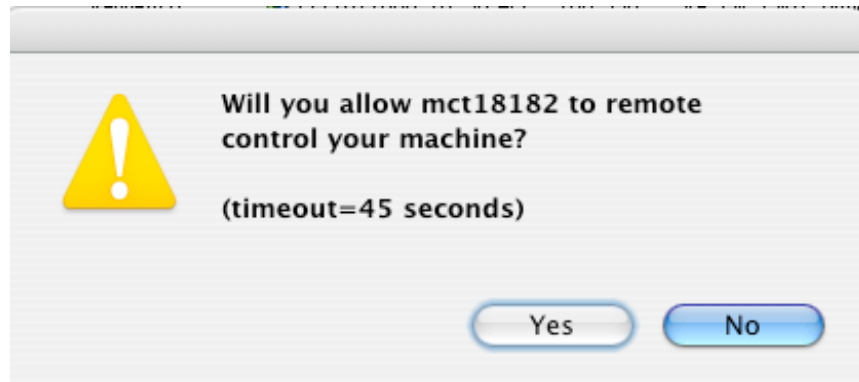 Will you allow mct18182 to remote
control your machine?
(timeout=45 seconds)
Yes
No